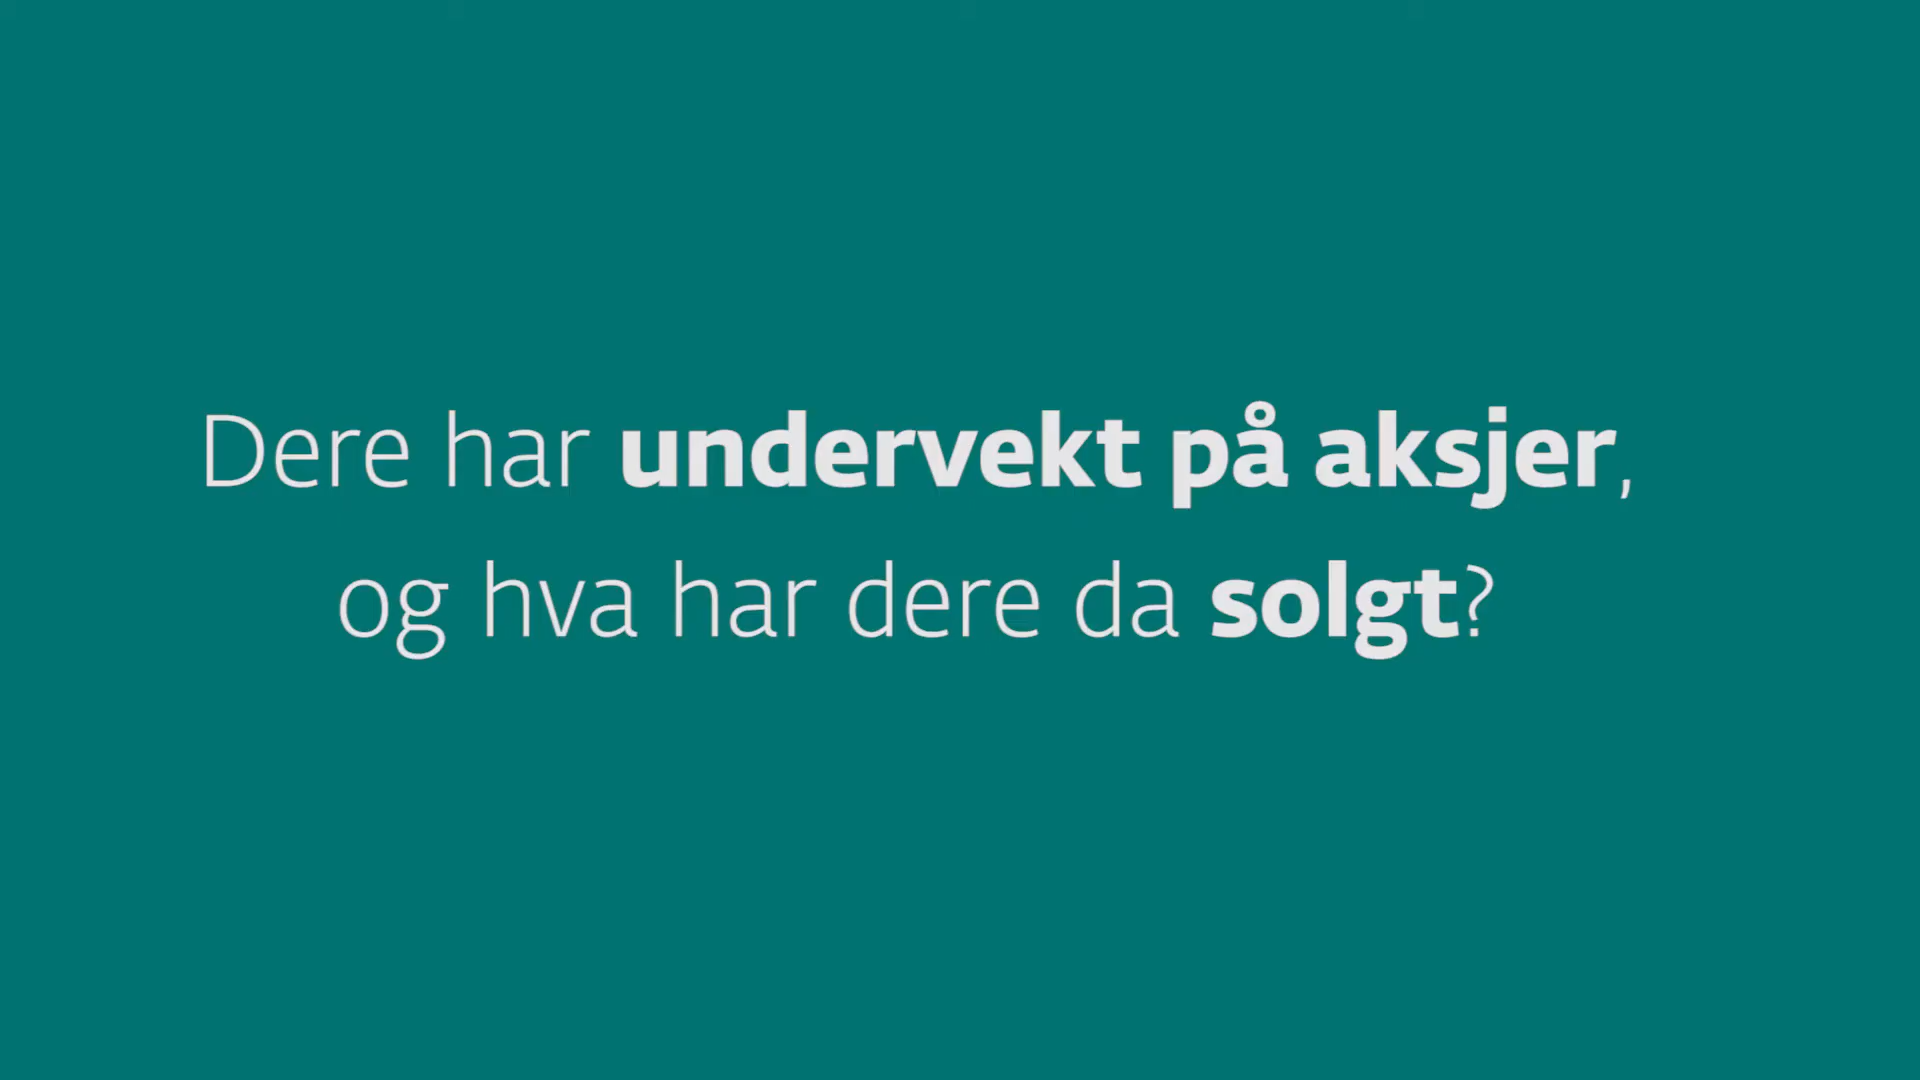 Dere har undervekt på aksjer,
og hva har dere da solgt?